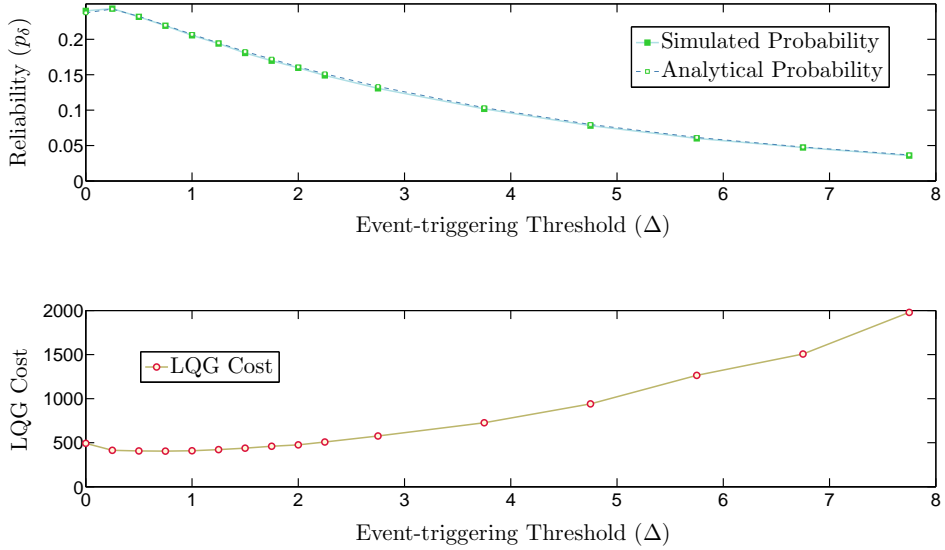 Reliability (pδ)
0.2
0.15
0.1
0.05
0
Simulated Probability
Analytical Probability
0 1 2 3 4 5 6 7 8
Event-triggering Threshold (Δ)
LQG Cost
2000
1500
1000
500
0
LQG Cost
0 1 2 3 4 5 6 7 8
Event-triggering Threshold (Δ)